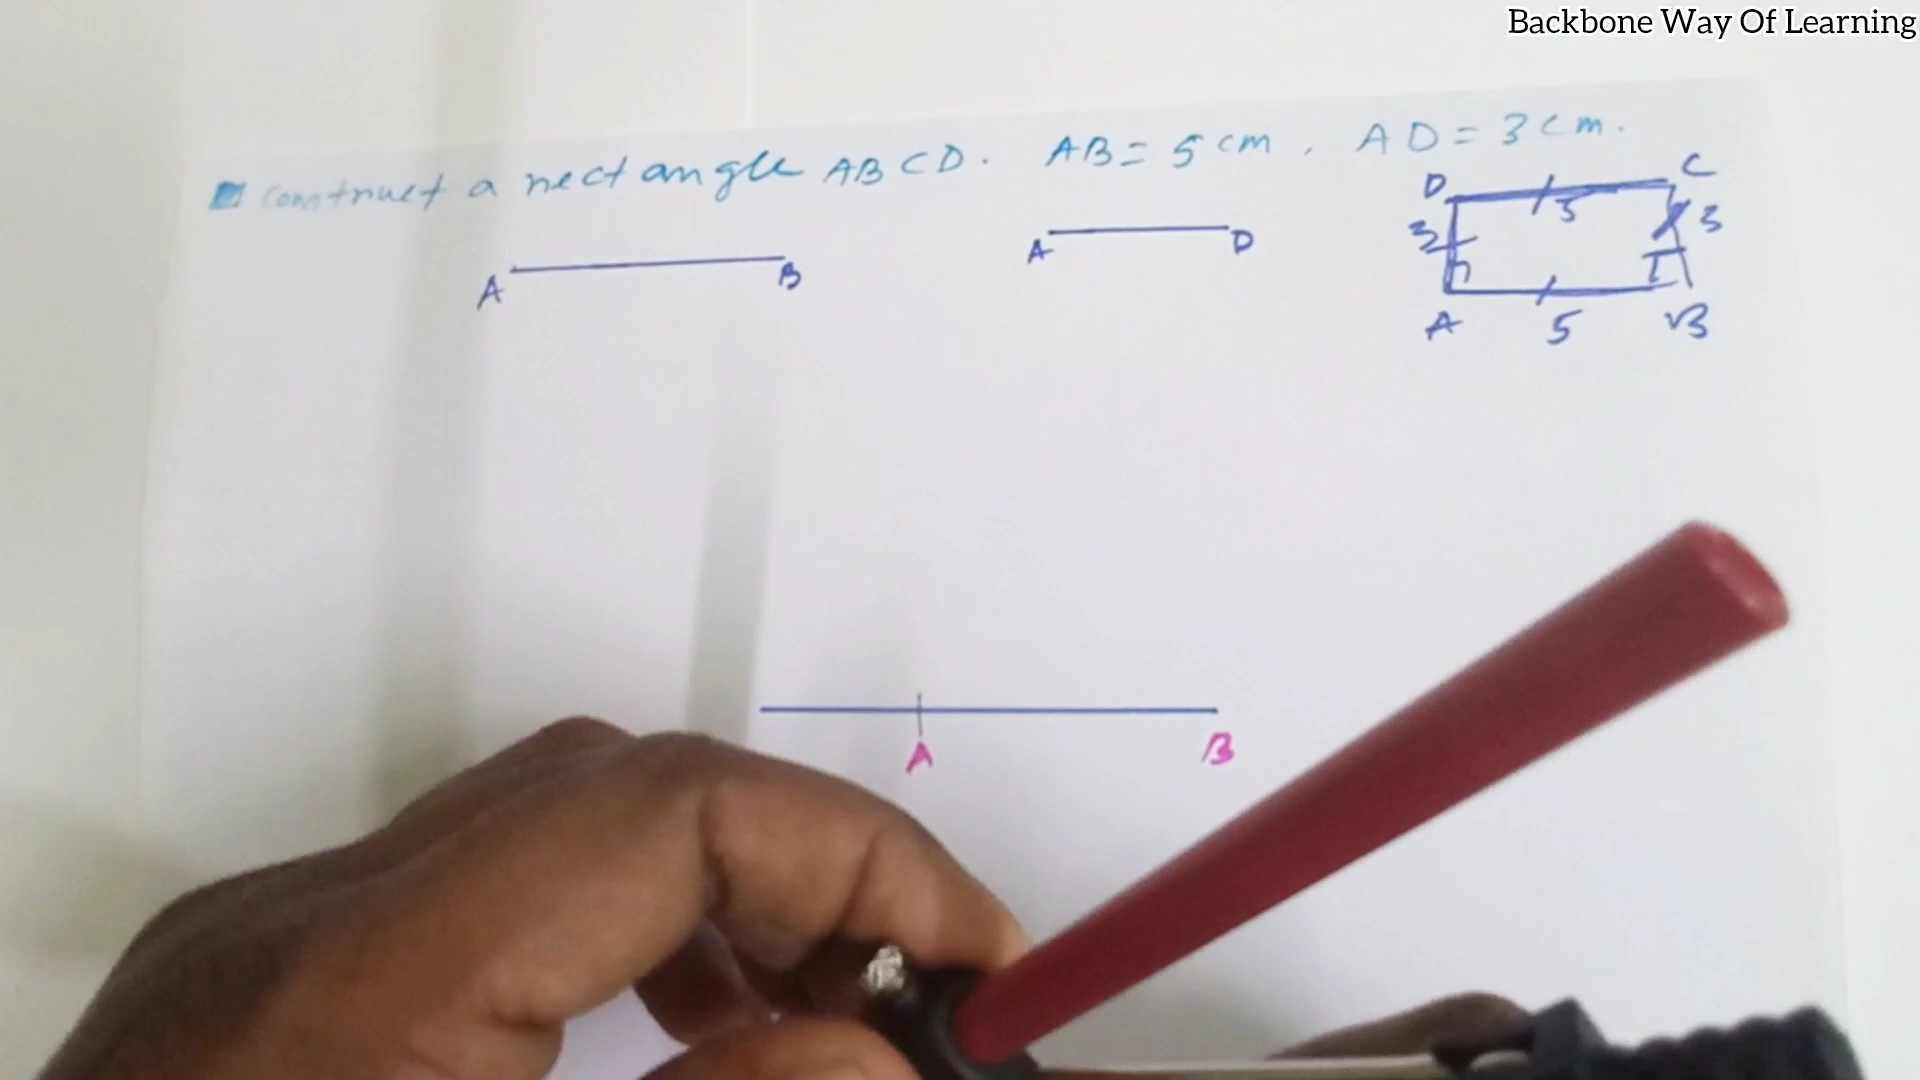 Backbone Way Of Learning
Construct a rectangle ABCD. AB = 5 cm, AD = 3 cm.
D C
A B A D 3 5 3
A 5 B
A B